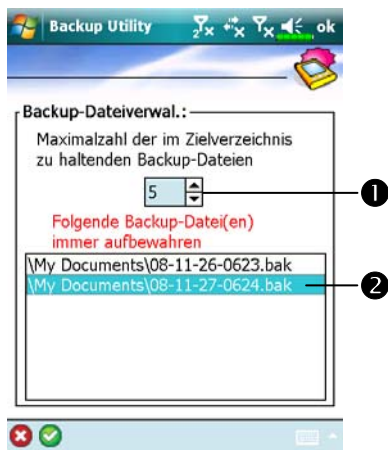 Backup Utility ok
Backup-Dateiverwal.:
Maximalzahl der im Zielverzeichnis
zu haltenden Backup-Dateien
5
1
Folgende Backup-Datei(en)
immer aufbewahren
\My Documents\08-11-26-0623.bak
\My Documents\08-11-27-0624.bak
2